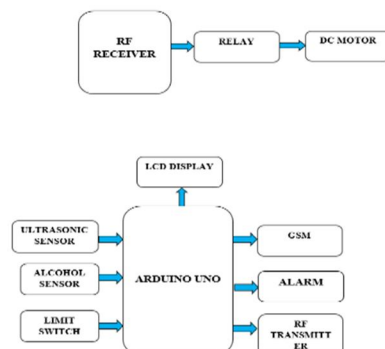 RF
RECEIVER
RELAY
DC MOTOR
LCD DISPLAY
ULTRASONIC
SENSOR
ALCOHOL
SENSOR
LIMIT
SWITCH
ARDUINO UNO
GSM
ALARM
RF
TRANSMITT
ER